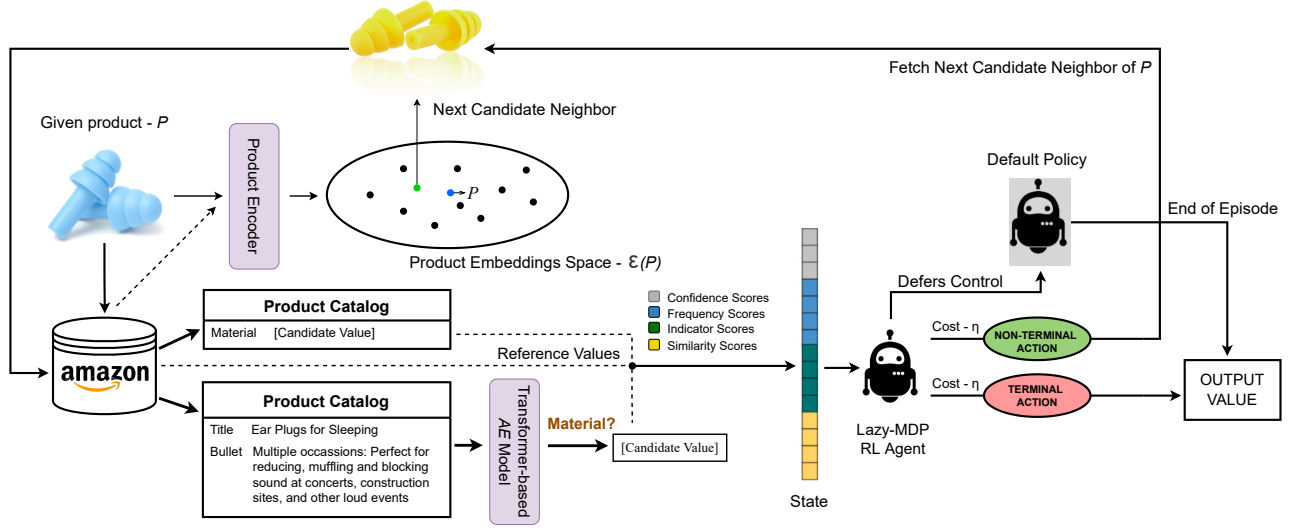 Fetch Next Candidate Neighbor of P
Next Candidate Neighbor
Given product - P
Product Encoder
P
Product Embeddings Space - Ɛ(P)
Default Policy
End of Episode
Defers Control
Product Catalog
Material [Candidate Value]
Confidence Scores
Frequency Scores
Indicator Scores
Similarity Scores
Reference Values
amazon
Product Catalog
Title Ear Plugs for Sleeping
Bullet Multiple occassions: Perfect for
reducing, muffling and blocking
sound at concerts, construction
sites, and other loud events
Transformer-based
AE Model
Material?
[Candidate Value]
State
Lazy-MDP
RL Agent
Cost - η
NON-TERMINAL
ACTION
Cost - η
TERMINAL
ACTION
OUTPUT
VALUE